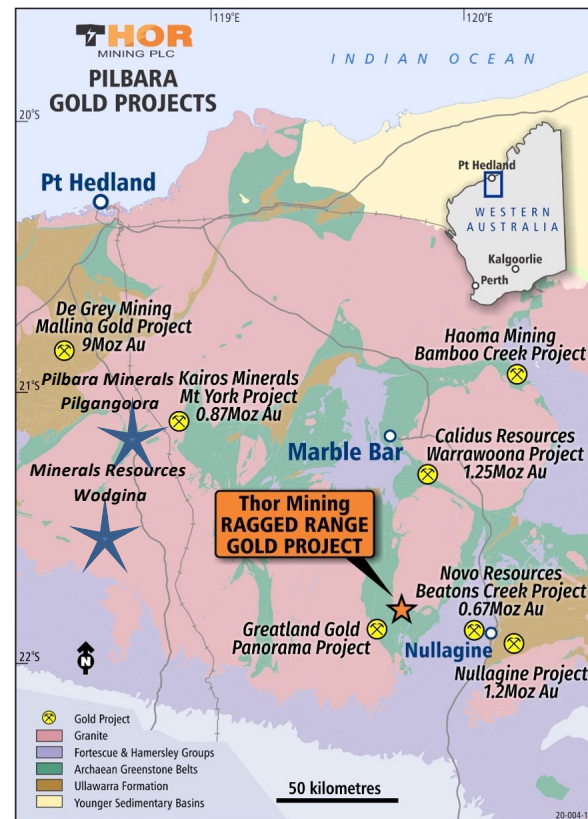 119°E
120°E
THOR
MINING PLC
PILBARA
GOLD PROJECTS
INDIAN OCEAN
20°S
Pt Hedland
Pt Hedland
WESTERN
AUSTRALIA
Kalgoorlie
Perth
De Grey Mining
Mallina Gold Project
9Moz Au
Haoma Mining
Bamboo Creek Project
21°S
Pilbara Minerals
Pilgangoora
Kairos Minerals
Mt York Project
0.87Moz Au
Marble Bar
Calidus Resources
Warrawoona Project
1.25Moz Au
Minerals Resources
Wodgina
Thor Mining
RAGGED RANGE
GOLD PROJECT
Novo Resources
Beatons Creek Project
0.67Moz Au
Greatland Gold
Panorama Project
Nullagine
22°S
N
Nullagine Project
1.2Moz Au
Gold Project
Granite
Fortescue & Hamersley Groups
Archaean Greenstone Belts
Ullawarra Formation
Younger Sedimentary Basins
50 kilometres
20-004-1